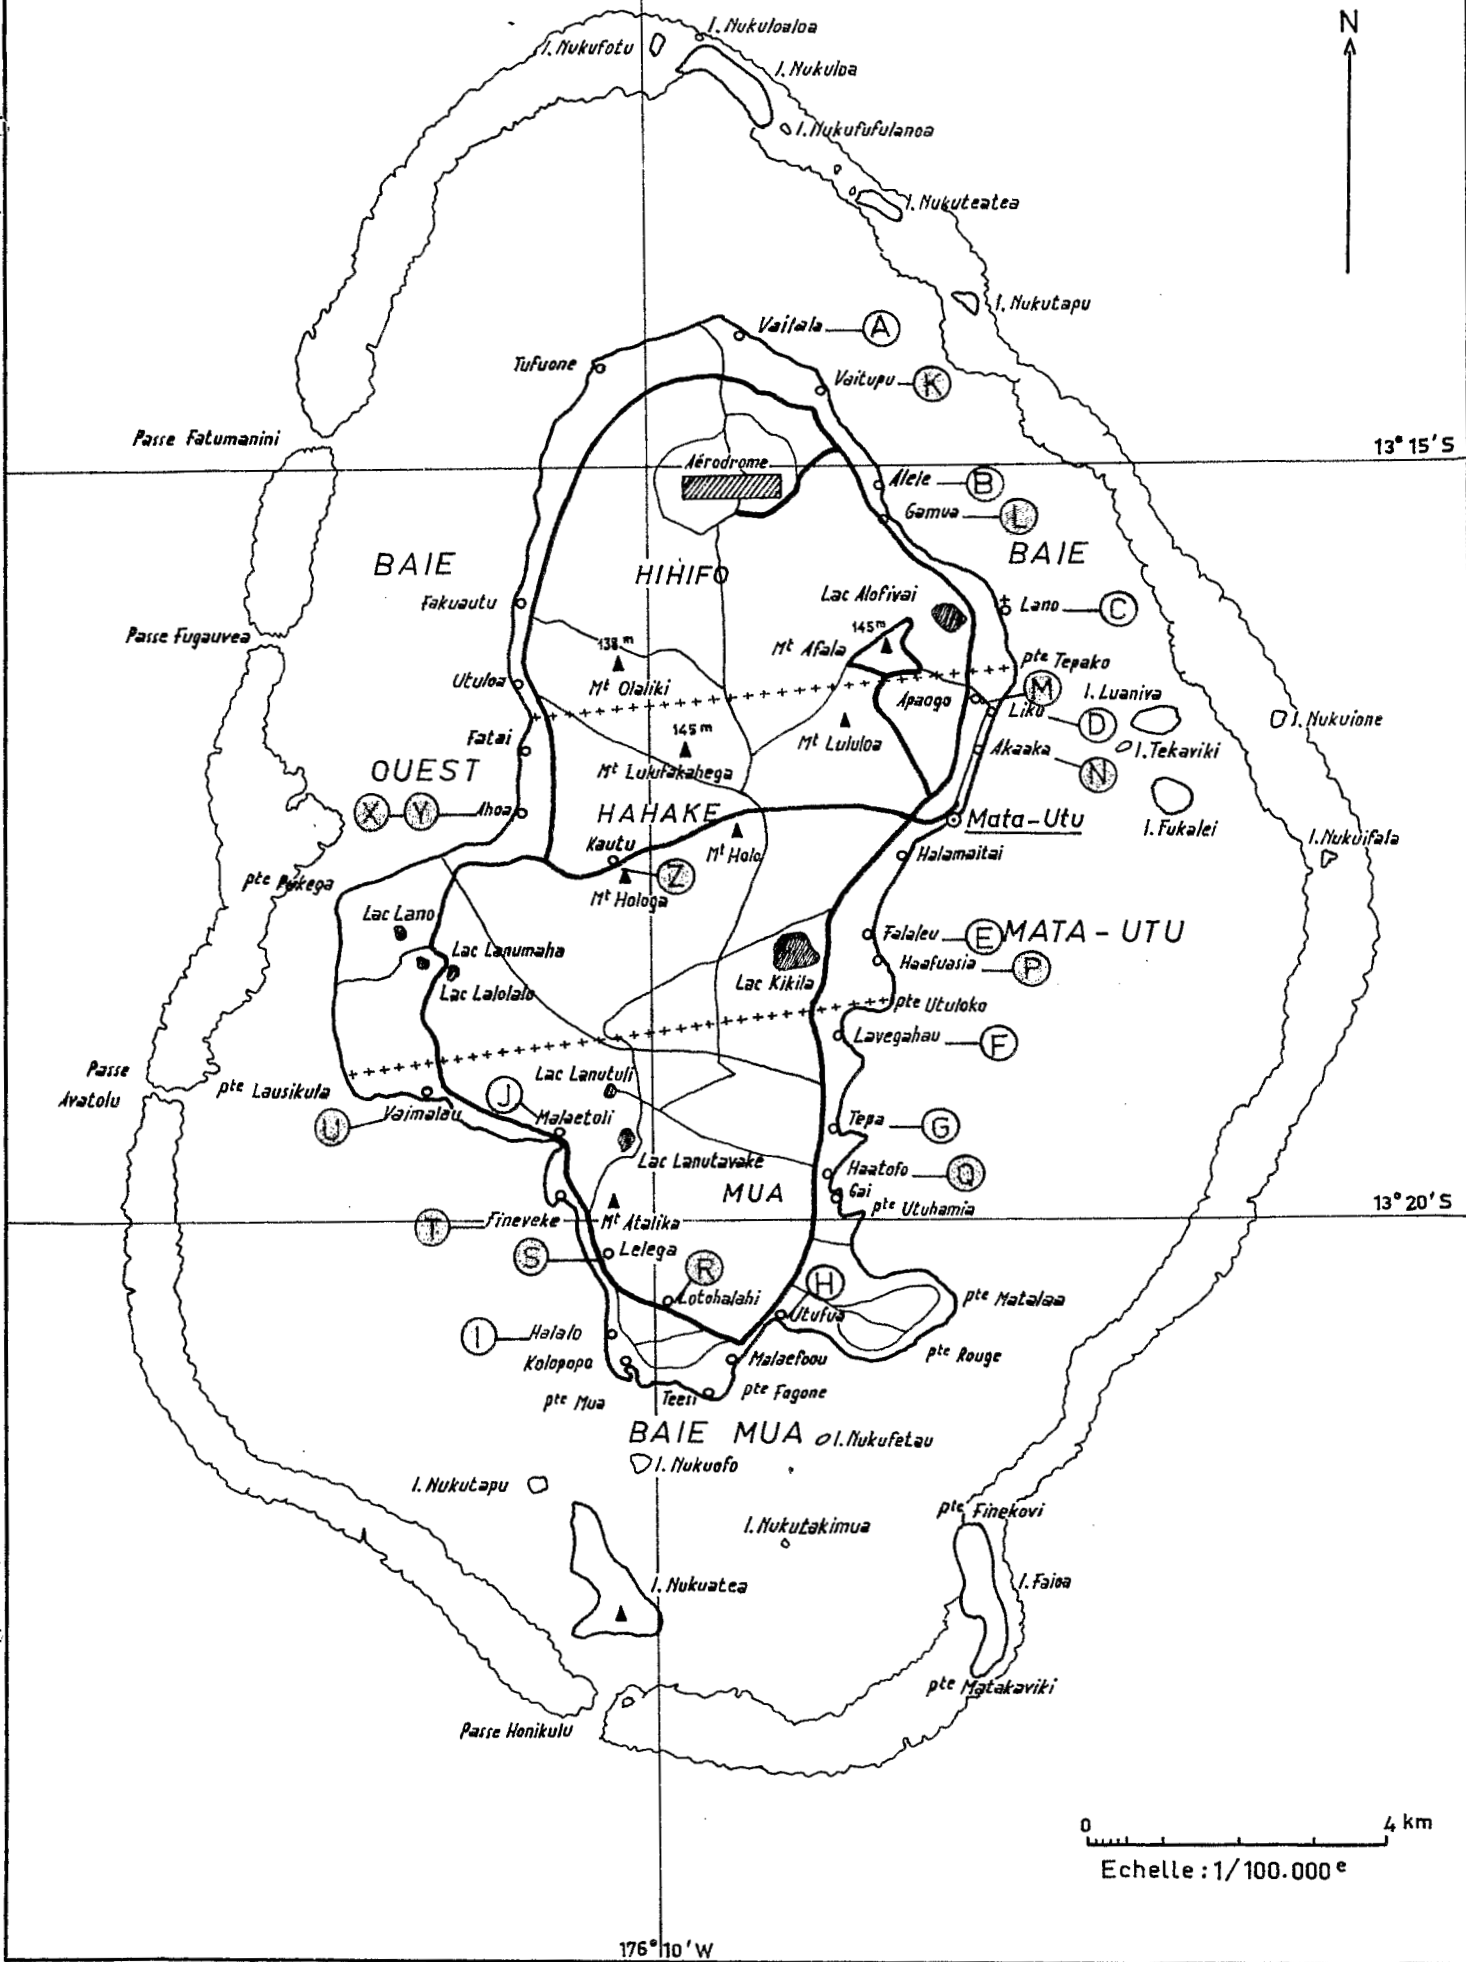 N
I. Nukuloaloa
I. Nukufotu
I. Nukuloa
I. Nukufufulanoa
I. Nukuteatea
I. Nukutapu
Vailala A
Tufuone
Vaitupu K
Passe Fatumanini
13° 15' S
Aérodrome
Alele B
Gamua L
BAIE
BAIE
HIHIFO
Fakuautu
Lac Alofivai
Lano C
Passe Fugauvea
145 m
138 m
Mt Afala
pte Tepako
Utuloa
Mt Olaliki
M
I. Luaniva
Apaogo
Liku D
I. Nukuione
145 m
Fatai
Mt Lululoa
Akaaka N
I. Tekaviki
OUEST
Mt Lulufakahega
X Y Ahoa
HAHAKE
Mata-Utu
I. Fukalei
I. Nukuifala
Kautu
Mt Holo
Halamaitai
pte Pukega
Z
Mt Hologa
Lac Lano
Falaleu E
MATA-UTU
Lac Lanumaha
Haafuasia P
Lac Lalolalo
Lac Kikila
pte Utuloko
Lavegahau F
Passe
Avatolu
Lac Lanutuli
pte Lausikula
J
U Vaimalau
Malaetoli
Tepa G
Lac Lanutavake
Haatofo Q
MUA
Gai
pte Utuhamia
13° 20' S
T Fineveke
Mt Atalika
S Lelega
R
H
Lotohalahi
pte Matalaa
Utufua
I Halalo
Kolopopo
Malaefoou
pte Rouge
pte Mua
Teesi
pte Fogone
BAIE MUA
I. Nukufetau
I. Nukuofo
I. Nukutapu
pte Finekovi
I. Nukutakimua
I. Nukuatea
I. Faioa
pte Matakaviki
Passe Honikulu
0 4 km
Echelle : 1/100.000e
176° 10' W